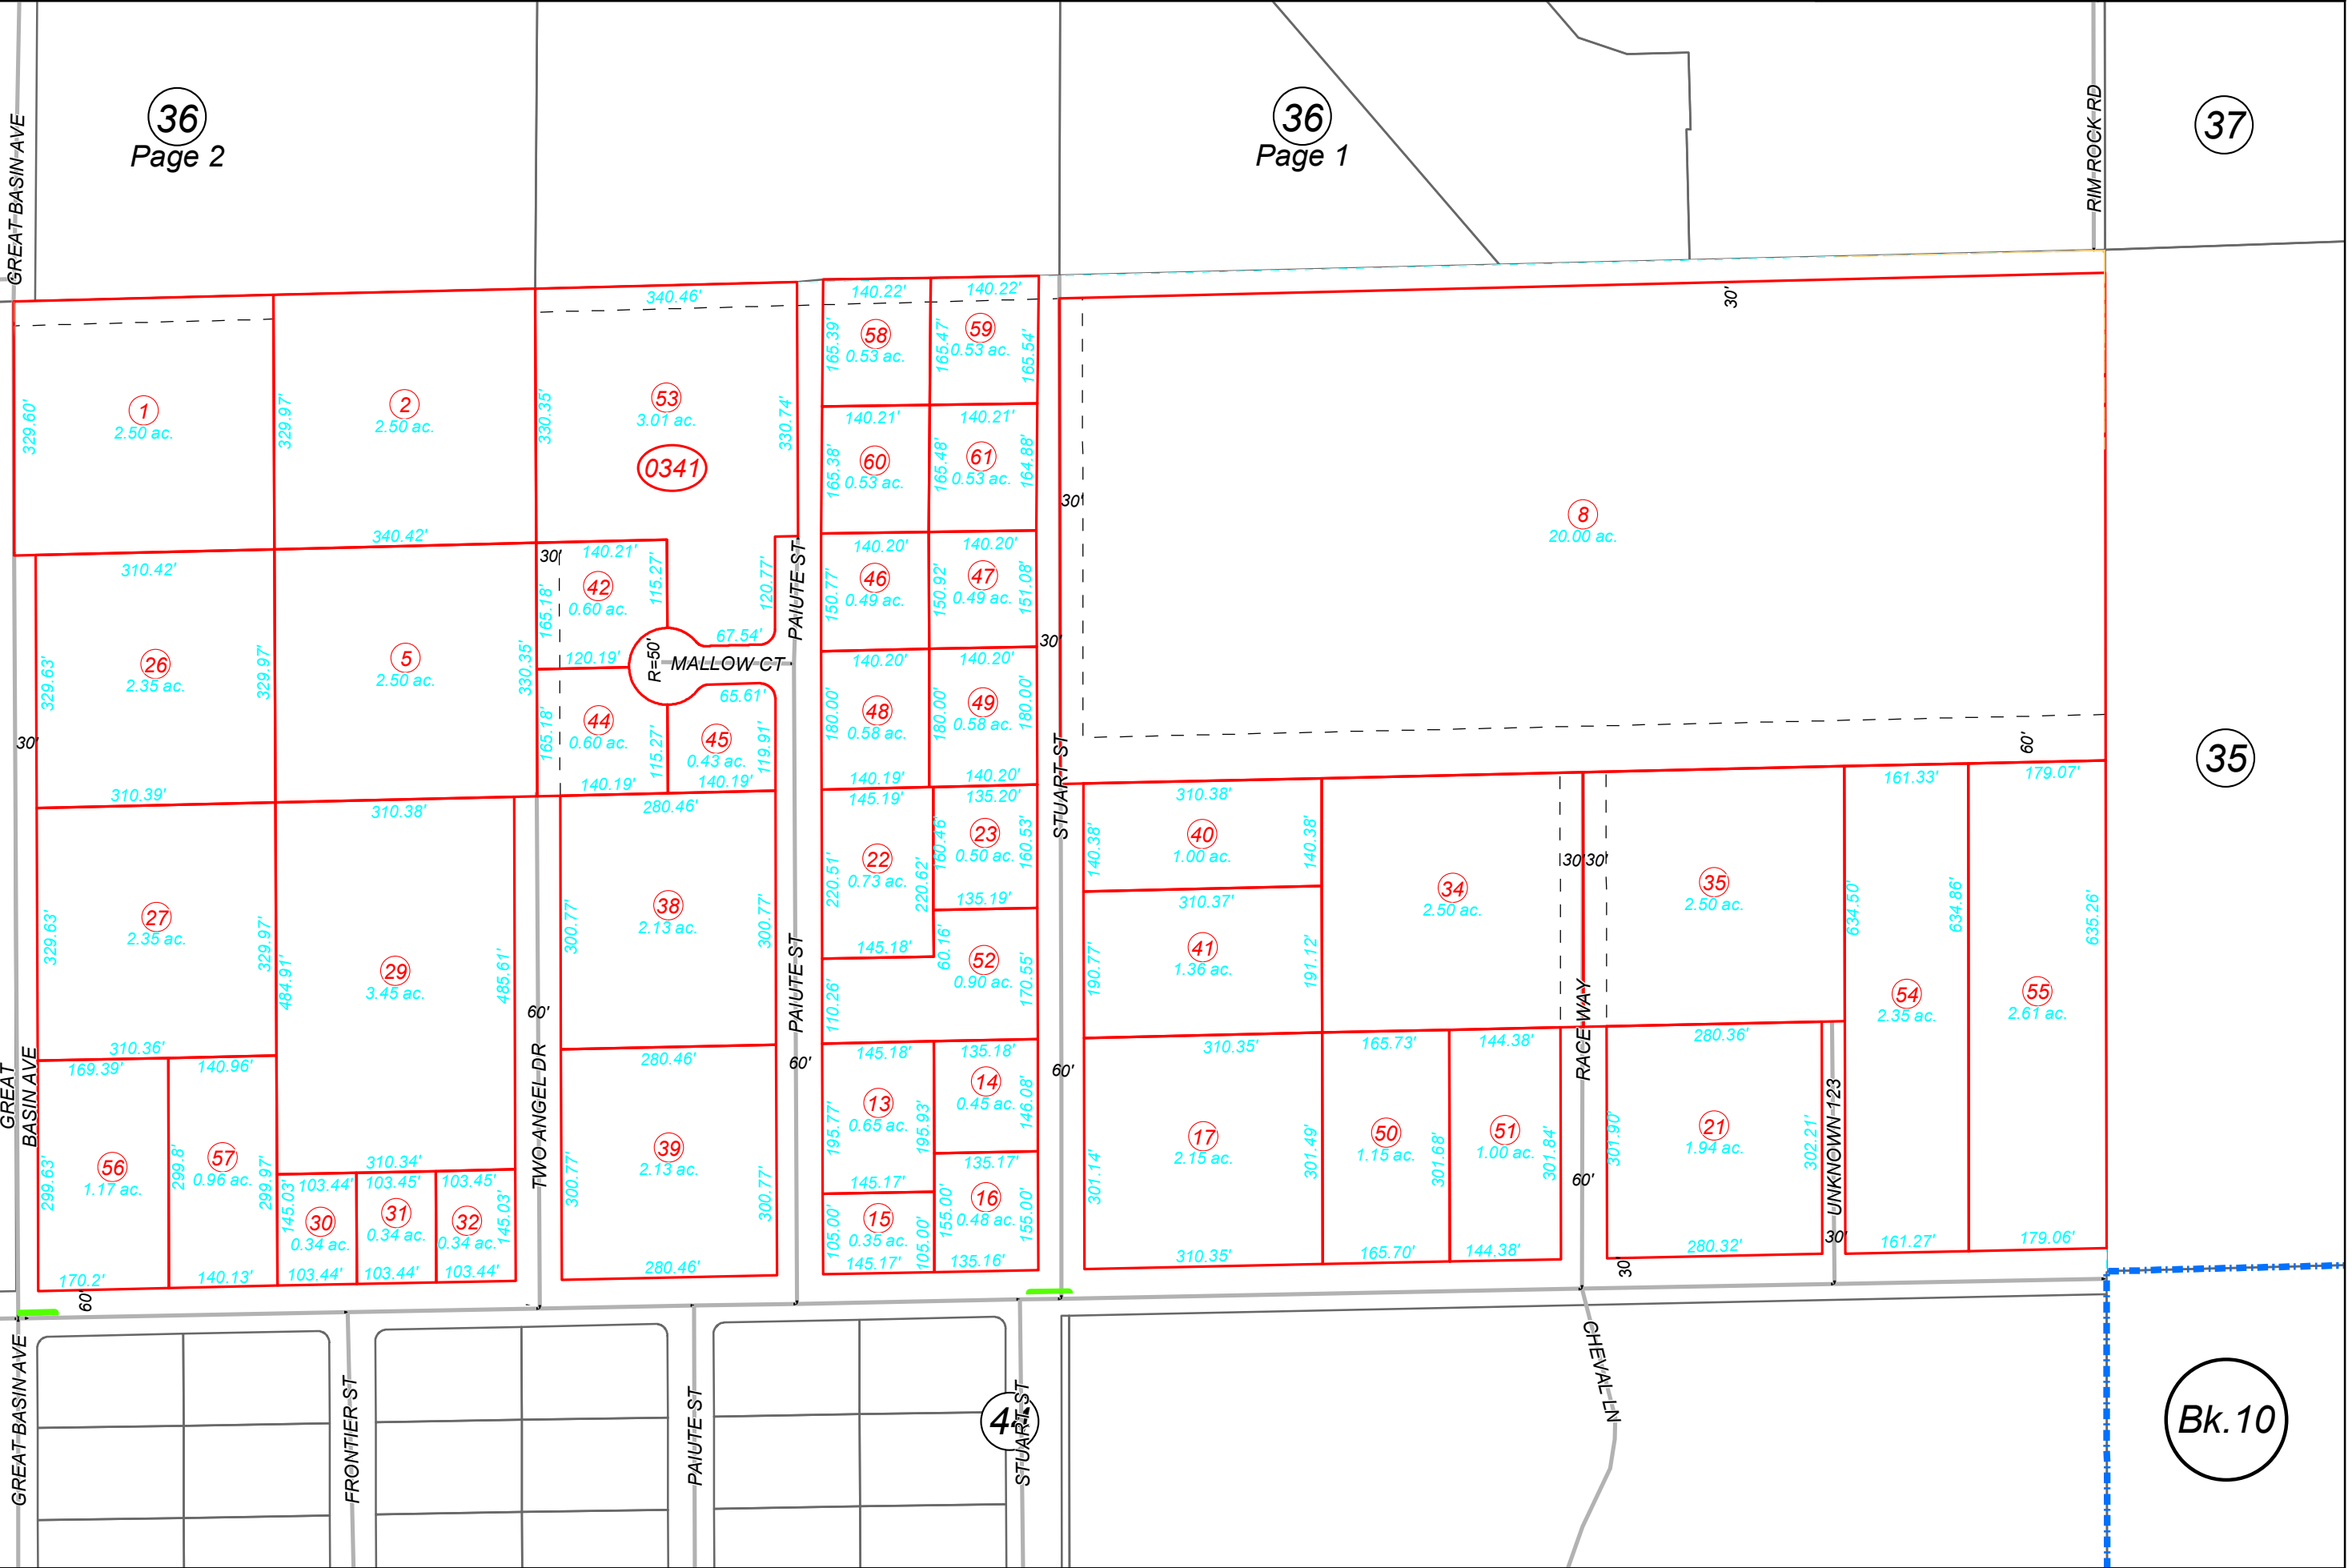 36
Page 2
36
Page 1
37
GREAT BASIN AVE
RIM ROCK RD
340.46'
140.22'
140.22'
30'
165.39'
58
0.53 ac.
165.47'
59
0.53 ac.
165.54'
329.60'
1
2.50 ac.
329.97'
2
2.50 ac.
330.35'
53
3.01 ac.
330.74'
0341
140.21'
140.21'
165.38'
60
0.53 ac.
165.48'
61
0.53 ac.
164.88'
30'
8
20.00 ac.
340.42'
310.42'
30'
140.21'
140.20'
140.20'
329.63'
26
2.35 ac.
329.97'
5
2.50 ac.
330.35'
165.18'
42
0.60 ac.
115.27'
120.77'
PAIUTE ST
150.77'
46
0.49 ac.
150.92'
47
0.49 ac.
151.08'
30'
67.54'
120.19'
R=50'
MALLOW CT
65.61'
140.20'
140.20'
165.18'
44
0.60 ac.
115.27'
45
0.43 ac.
119.91'
180.00'
48
0.58 ac.
180.00'
49
0.58 ac.
180.00'
30'
60'
35
STUART ST
310.39'
310.38'
140.19'
140.19'
280.46'
140.19'
140.20'
145.19'
135.20'
310.38'
161.33'
179.07'
220.51'
22
0.73 ac.
220.62'
160.46'
23
0.50 ac.
160.53'
140.38'
40
1.00 ac.
140.38'
30'
30'
34
2.50 ac.
35
2.50 ac.
135.19'
310.37'
329.63'
27
2.35 ac.
329.97'
29
3.45 ac.
484.91'
485.61'
300.77'
38
2.13 ac.
300.77'
145.18'
60.16'
52
0.90 ac.
170.55'
110.26'
190.77'
41
1.36 ac.
191.12'
634.50'
54
2.35 ac.
634.86'
55
2.61 ac.
635.26'
60'
PAIUTE ST
RACE WAY
310.36'
169.39'
140.96'
GREAT
BASIN AVE
TWO ANGEL DR
280.46'
60'
145.18'
135.18'
60'
310.35'
165.73'
144.38'
280.36'
195.77'
13
0.65 ac.
195.93'
14
0.45 ac.
146.08'
299.63'
56
1.17 ac.
299.8'
57
0.96 ac.
299.97'
310.34'
300.77'
39
2.13 ac.
300.77'
145.17'
135.17'
301.14'
17
2.15 ac.
301.49'
50
1.15 ac.
301.68'
51
1.00 ac.
301.84'
60'
301.90'
21
1.94 ac.
302.21'
UNKNOWN 123
103.44'
103.45'
103.45'
145.03'
30
0.34 ac.
31
0.34 ac.
32
0.34 ac.
145.03'
105.00'
15
0.35 ac.
105.00'
155.00'
16
0.48 ac.
155.00'
170.2'
140.13'
103.44'
103.44'
103.44'
280.46'
145.17'
135.16'
310.35'
165.70'
144.38'
280.32'
30'
161.27'
179.06'
60'
30'
GREAT BASIN AVE
FRONTIER ST
PAIUTE ST
STUART ST
CHEVAL LN
Bk.10